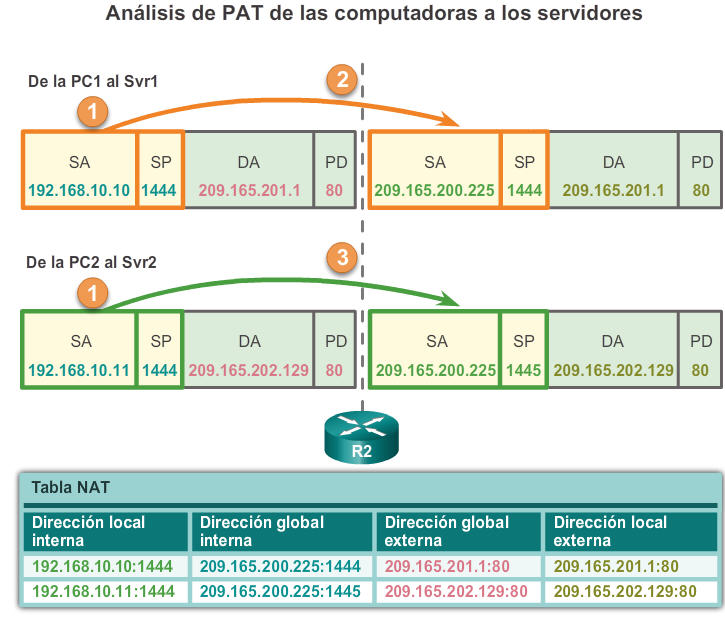 Análisis de PAT de las computadoras a los servidores
De la PC1 al Svr1
1
2
SA SP DA PD SA SP DA PD
192.168.10.10 1444 209.165.201.1 80 209.165.200.225 1444 209.165.201.1 80
De la PC2 al Svr2
1
3
SA SP DA PD SA SP DA PD
192.168.10.11 1444 209.165.202.129 80 209.165.200.225 1445 209.165.202.129 80
R2
Tabla NAT
Dirección local interna Dirección global interna Dirección global externa Dirección local externa
192.168.10.10:1444 209.165.200.225:1444 209.165.201.1:80 209.165.201.1:80
192.168.10.11:1444 209.165.200.225:1445 209.165.202.129:80 209.165.202.129:80